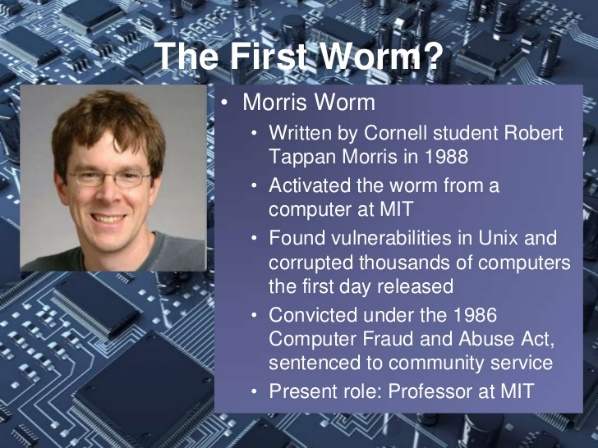 The First Worm?
• Morris Worm
• Written by Cornell student Robert
Tappan Morris in 1988
• Activated the worm from a
computer at MIT
• Found vulnerabilities in Unix and
corrupted thousands of computers
the first day released
• Convicted under the 1986
Computer Fraud and Abuse Act,
sentenced to community service
• Present role: Professor at MIT